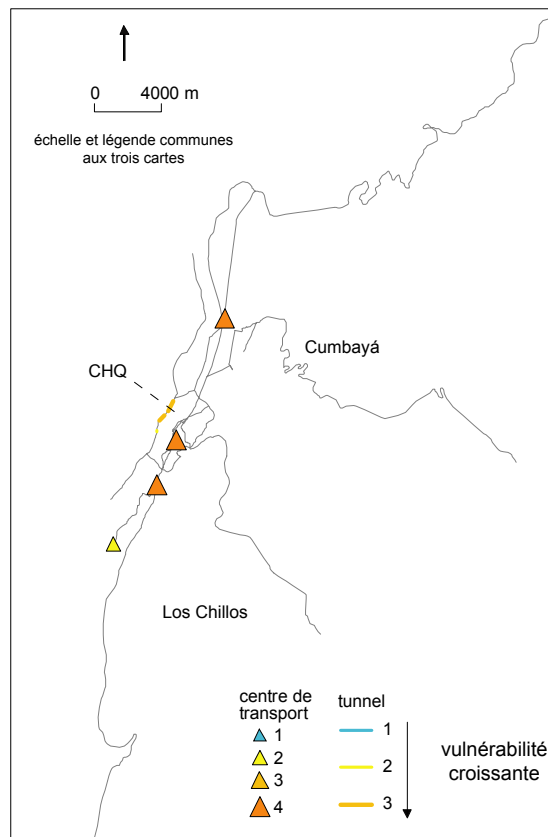 0 4000 m
échelle et légende communes
aux trois cartes
Cumbayá
CHQ
Los Chillos
centre de
transport
1
2
3
4
tunnel
1
2
3
vulnérabilité
croissante